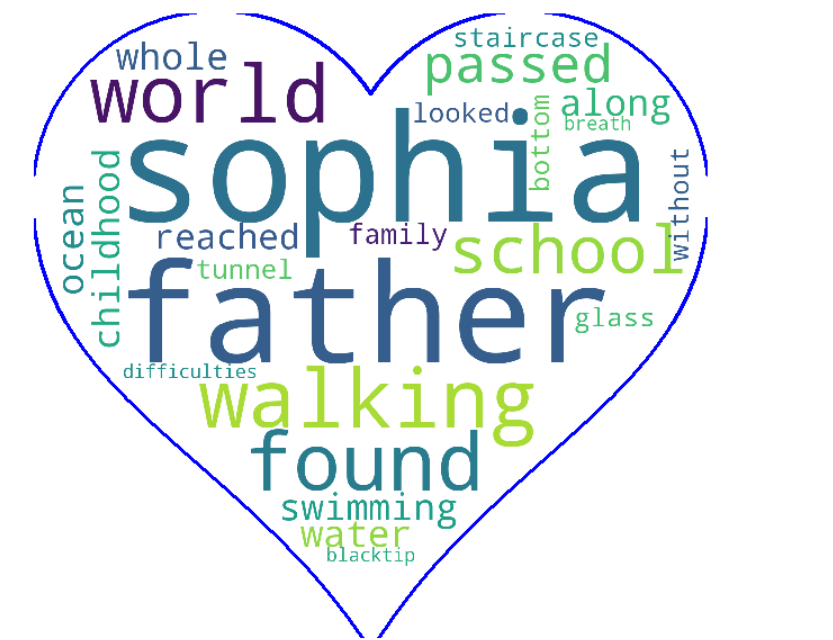 staircase
whole
passed
world
along
looked
bottom
breath
sophia
without
childhood
ocean
reached
family
school
tunnel
father
glass
difficulties
walking
found
swimming
water
blacktip